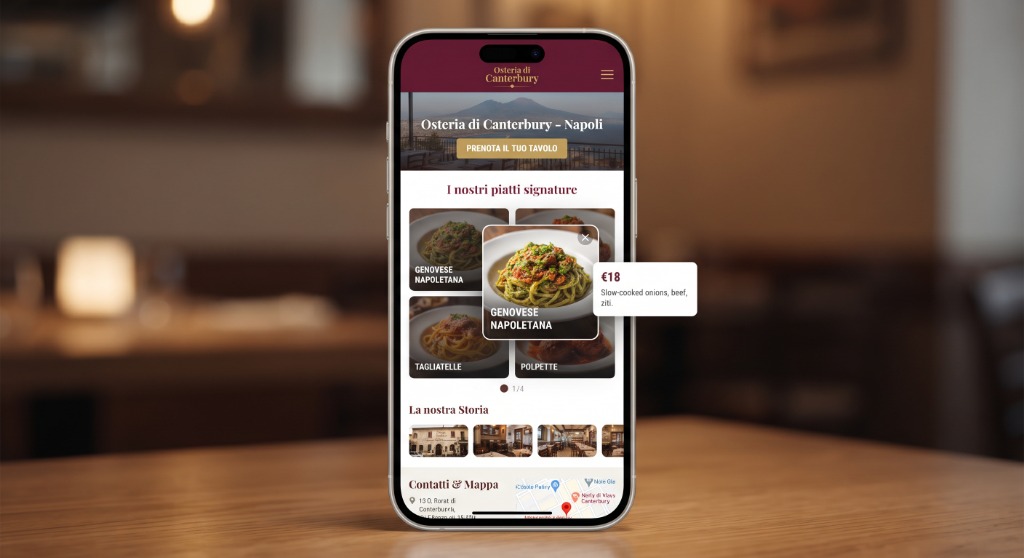 Osteria di
Canterbury
Osteria di Canterbury - Napoli
PRENOTA IL TUO TAVOLO
I nostri piatti signature
GENOVESE
NAPOLETANA
GENOVESE
NAPOLETANA
€18
Slow-cooked onions, beef,
ziti.
TAGLIATELLE
POLPETTE
1/4
La nostra Storia
Contatti & Mappa